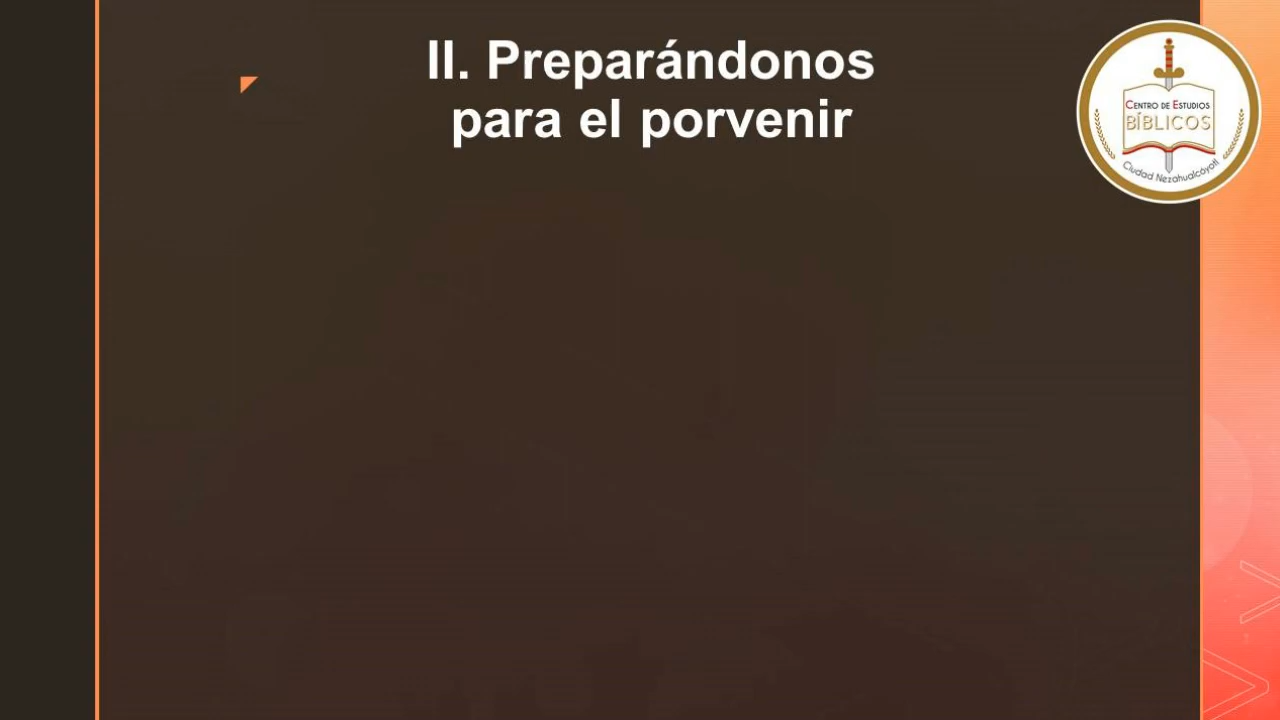 II. Preparándonos
para el porvenir
CENTRO DE ESTUDIOS
BÍBLICOS
Ciudad Nezahualcóyotl